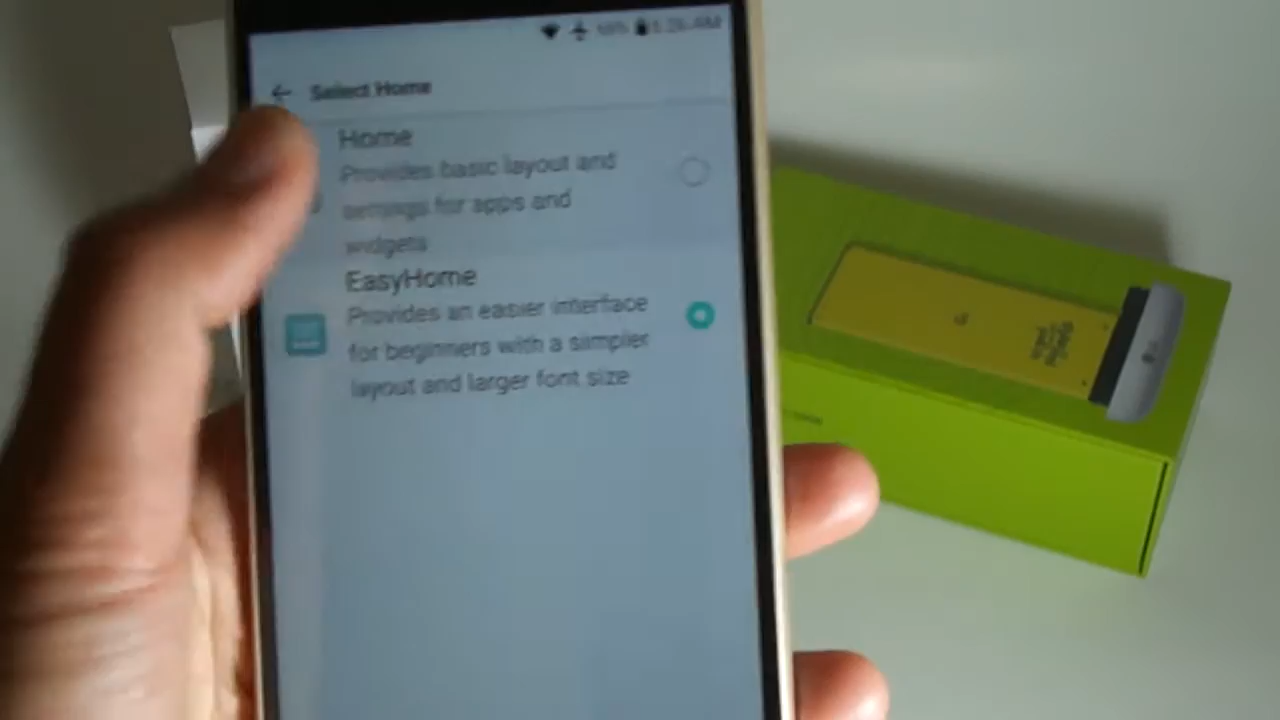 Select Home
Home
Provides basic layout and
settings for apps and
widgets
EasyHome
Provides an easier interface
for beginners with a simpler
layout and larger font size